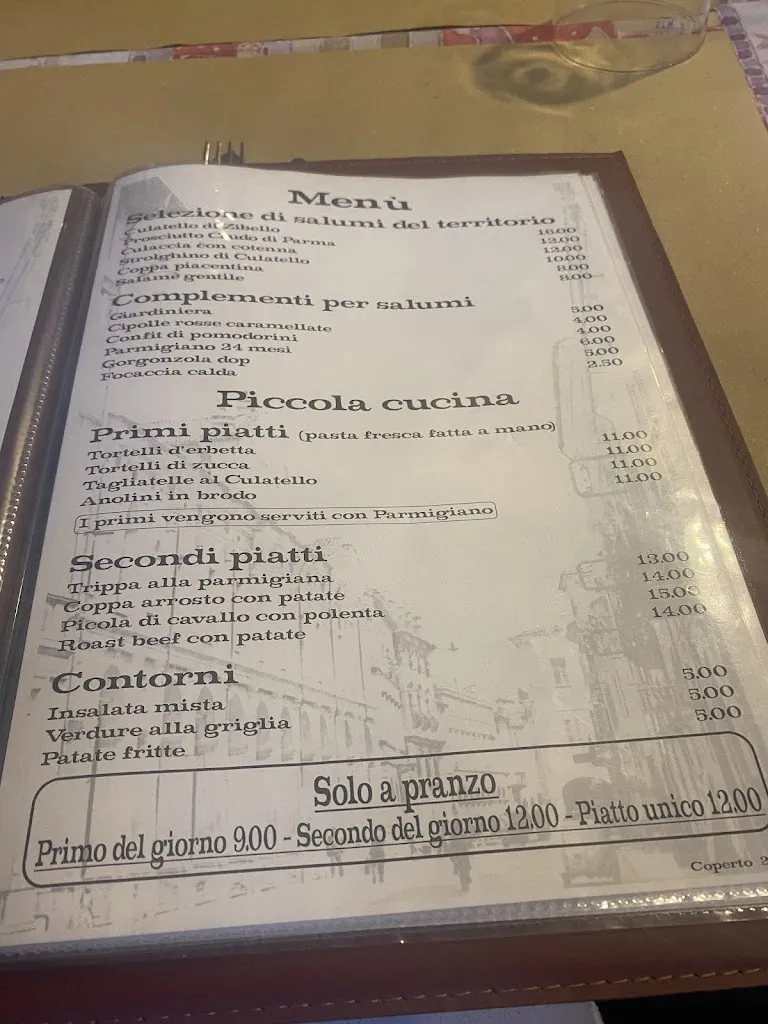 Menù
Selezione di salumi del territorio
Culatello di Zibello 16.00
Prosciutto Crudo di Parma 12.00
Culaccia con cotenna 12.00
Strolghino di Culatello 10.00
Coppa piacentina 8.00
Salame gentile 8.00
Complementi per salumi
Giardiniera 5.00
Cipolle rosse caramellate 4.00
Confit di pomodorini 4.00
Parmigiano 24 mesi 6.00
Gorgonzola dop 5.00
Focaccia calda 2.50
Piccola cucina
Primi piatti (pasta fresca fatta a mano)
Tortelli d'erbetta 11.00
Tortelli di zucca 11.00
Tagliatelle al Culatello 11.00
Anolini in brodo 11.00
I primi vengono serviti con Parmigiano
Secondi piatti
Trippa alla parmigiana 13.00
Coppa arrosto con patate 14.00
Picola di cavallo con polenta 15.00
Roast beef con patate 14.00
Contorni
Insalata mista 5.00
Verdure alla griglia 5.00
Patate fritte 5.00
Solo a pranzo
Primo del giorno 9.00 - Secondo del giorno 12.00 - Piatto unico 12.00
Coperto 2